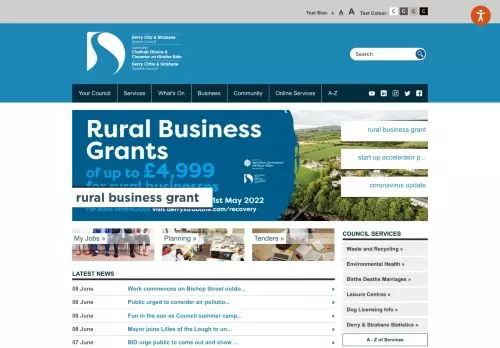 Text Size: A A A Text Colour: C C C C
Derry City & Strabane
District Council
Comhairle
Chathair Dhoire &
Cheantar an tSratha Báin
Derry Cittie & Stràbane
Destrick Cooncil
Search
Your Council Services What's On Business Community Online Services A-Z
Rural Business
Grants
of up to £4,999
for rural businesses
1st May 2022
visit derrystrabane.com/recovery
rural business grant
rural business grant
start up accelerator p...
coronavirus update
My Jobs »
Planning »
Tenders »
COUNCIL SERVICES
Waste and Recycling »
Environmental Health »
Births Deaths Marriages »
Leisure Centres »
Dog Licensing Info »
Derry & Strabane Statistics »
A - Z of Services
LATEST NEWS
08 June Work commences on Bishop Street outdo... »
08 June Public urged to consider air pollutio... »
08 June Fun in the sun as Council summer camp... »
08 June Mayor joins Lilies of the Lough to un... »
07 June BID urge public to come out and show ... »